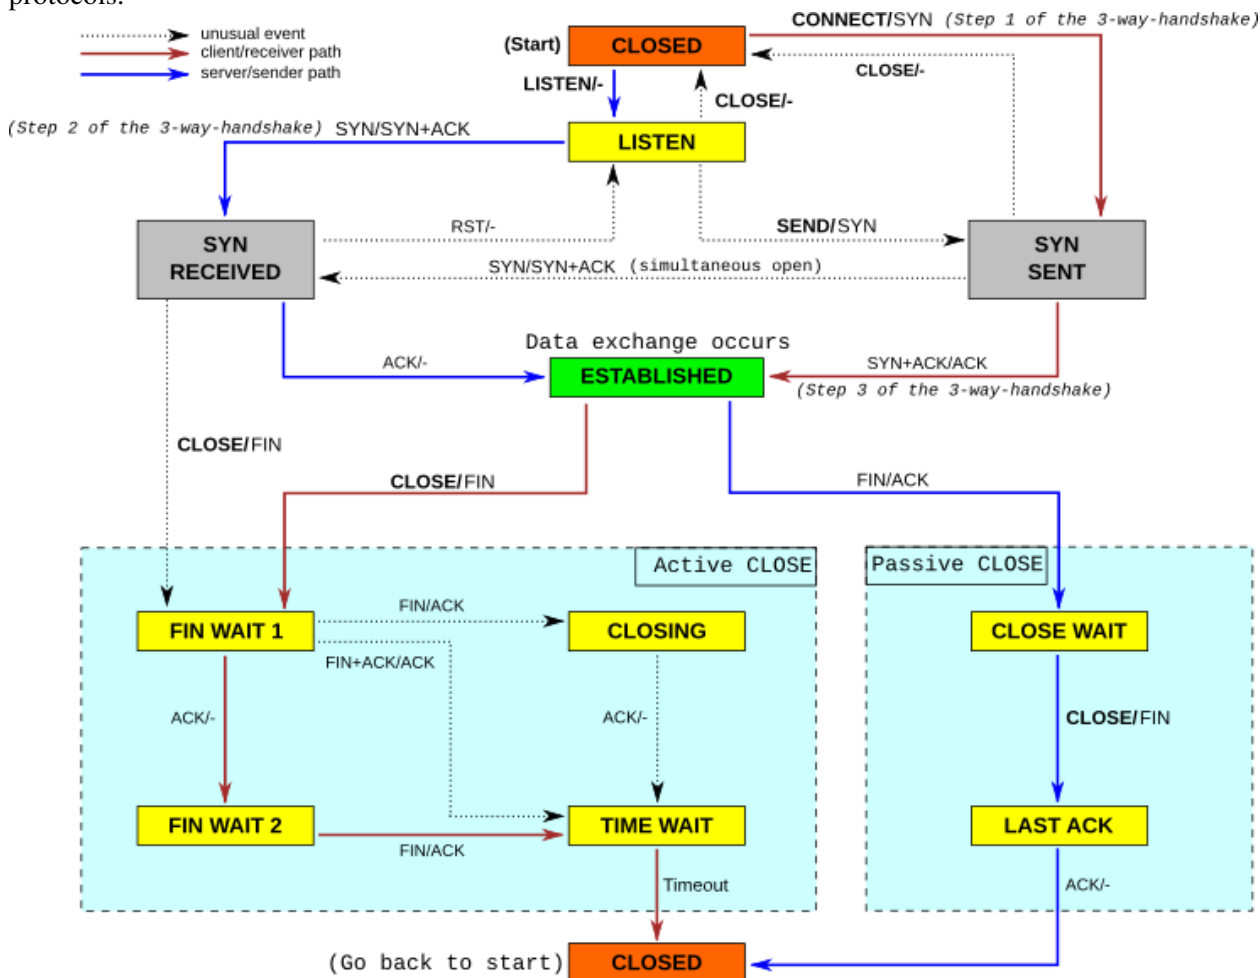 protocols.
unusual event
client/receiver path
server/sender path
CONNECT/SYN (Step 1 of the 3-way-handshake)
(Start)
CLOSED
CLOSE/-
LISTEN/-
CLOSE/-
(Step 2 of the 3-way-handshake) SYN/SYN+ACK
LISTEN
RST/-
SEND/SYN
SYN
RECEIVED
SYN
SENT
SYN/SYN+ACK (simultaneous open)
Data exchange occurs
ACK/-
ESTABLISHED
SYN+ACK/ACK
(Step 3 of the 3-way-handshake)
CLOSE/FIN
CLOSE/FIN
FIN/ACK
Active CLOSE
Passive CLOSE
FIN WAIT 1
FIN/ACK
CLOSING
CLOSE WAIT
FIN+ACK/ACK
ACK/-
ACK/-
CLOSE/FIN
FIN WAIT 2
TIME WAIT
LAST ACK
FIN/ACK
Timeout
ACK/-
(Go back to start)
CLOSED